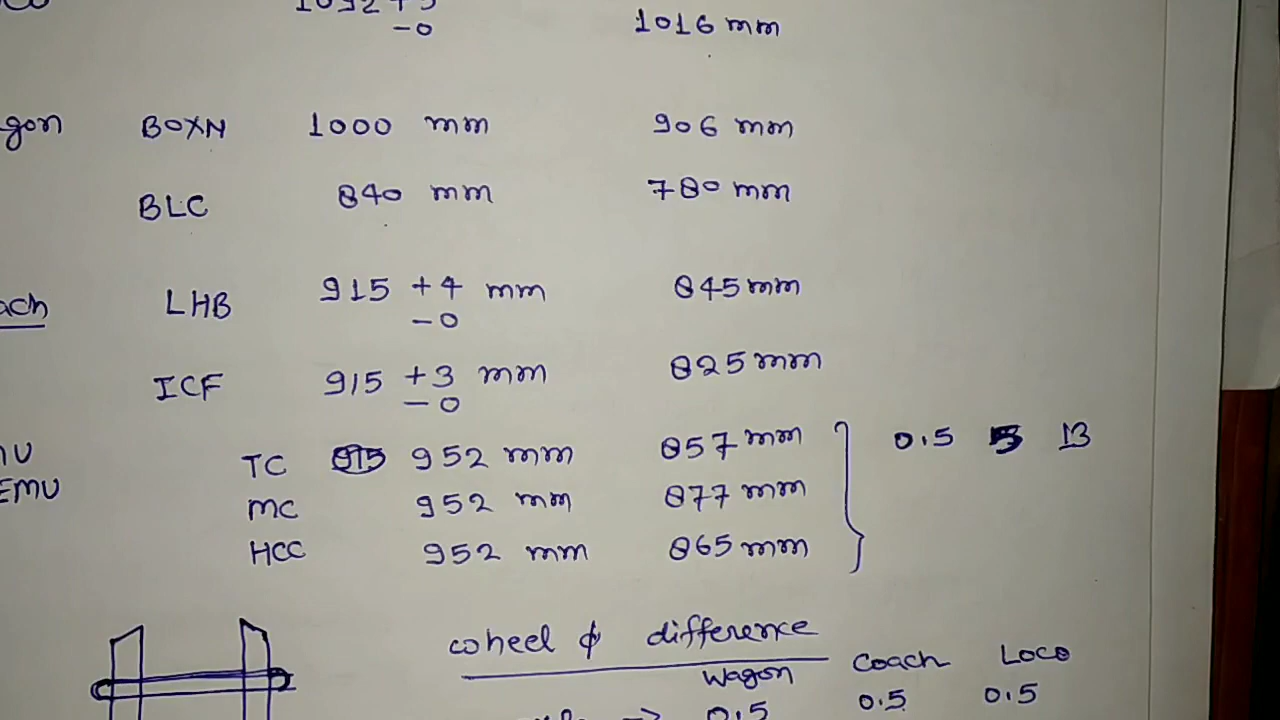 1092 + 3
- 0 1016 mm
gon BOXN 1000 mm 906 mm
BLC 840 mm 780 mm
ach LHB 915 +4 mm 845 mm
- 0
ICF 915 +3 mm 825 mm
- 0
TC 915 952 mm 857 mm 0.5 5 13
EMU MC 952 mm 877 mm
HCC 952 mm 865 mm
wheel ϕ difference
Wagon Coach Loco
→ 0.5 0.5 0.5